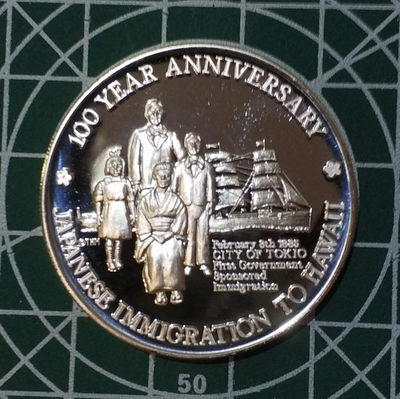 100 YEAR ANNIVERSARY
February 8th 1885
CITY OF TOKIO
First Government
Sponsored
Immigration
JAPANESE IMMIGRATION TO HAWAII
50